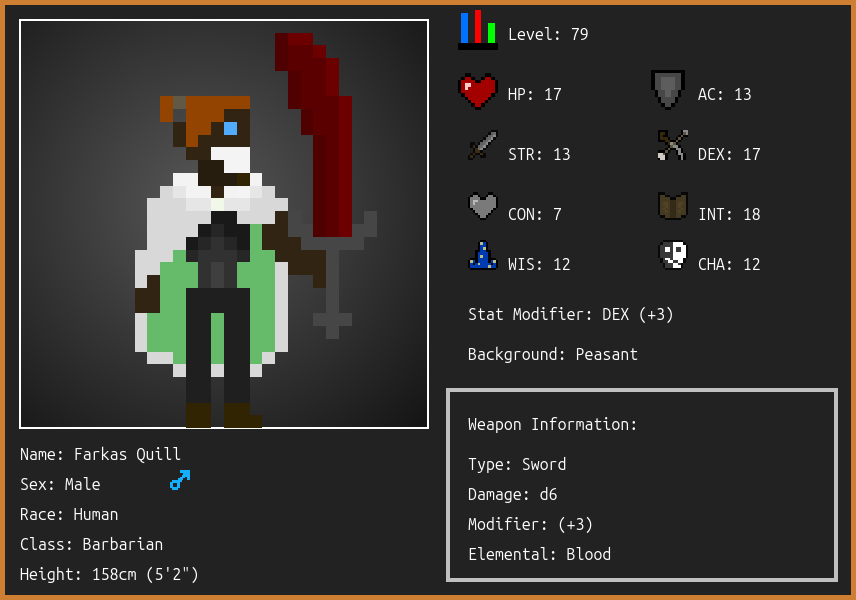 Level: 79
HP: 17
AC: 13
STR: 13
DEX: 17
CON: 7
INT: 18
WIS: 12
CHA: 12
Stat Modifier: DEX (+3)
Background: Peasant
Weapon Information:
Type: Sword
Damage: d6
Modifier: (+3)
Elemental: Blood
Name: Farkas Quill
Sex: Male
Race: Human
Class: Barbarian
Height: 158cm (5'2")